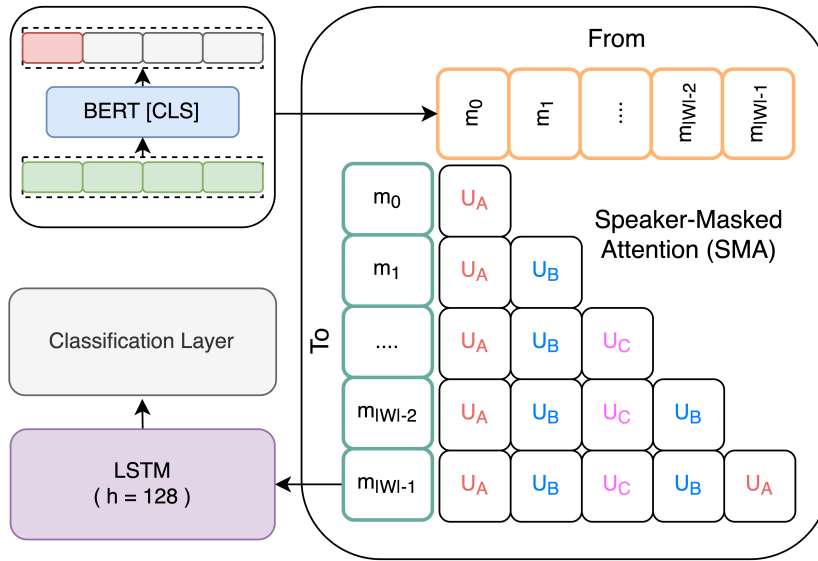 BERT [CLS]
From
m0
m1
....
m|W|-2
m|W|-1
Speaker-Masked
Attention (SMA)
To
m0 UA
m1 UA UB
.... UA UB UC
m|W|-2 UA UB UC UB
m|W|-1 UA UB UC UB UA
Classification Layer
LSTM
( h = 128 )